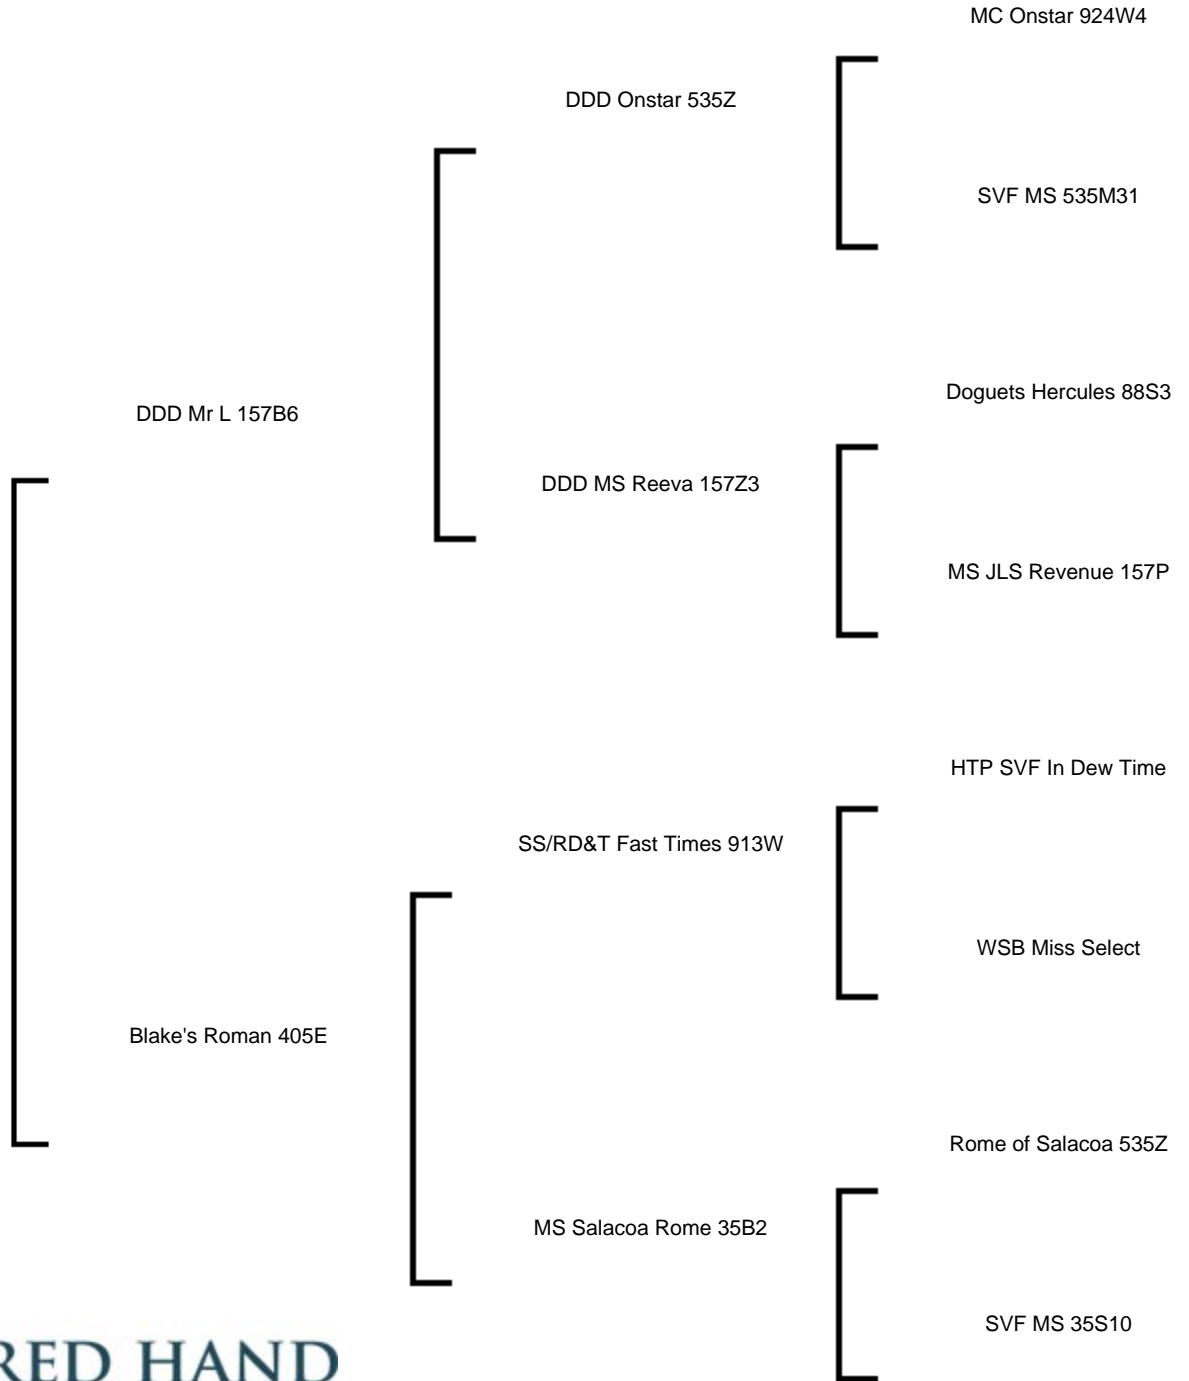 MC Onstar 924W4
DDD Onstar 535Z
SVF MS 535M31
Doguets Hercules 88S3
DDD Mr L 157B6
DDD MS Reeva 157Z3
MS JLS Revenue 157P
HTP SVF In Dew Time
SS/RD&T Fast Times 913W
WSB Miss Select
Blake's Roman 405E
Rome of Salacoa 535Z
MS Salacoa Rome 35B2
SVF MS 35S10
RED HAND